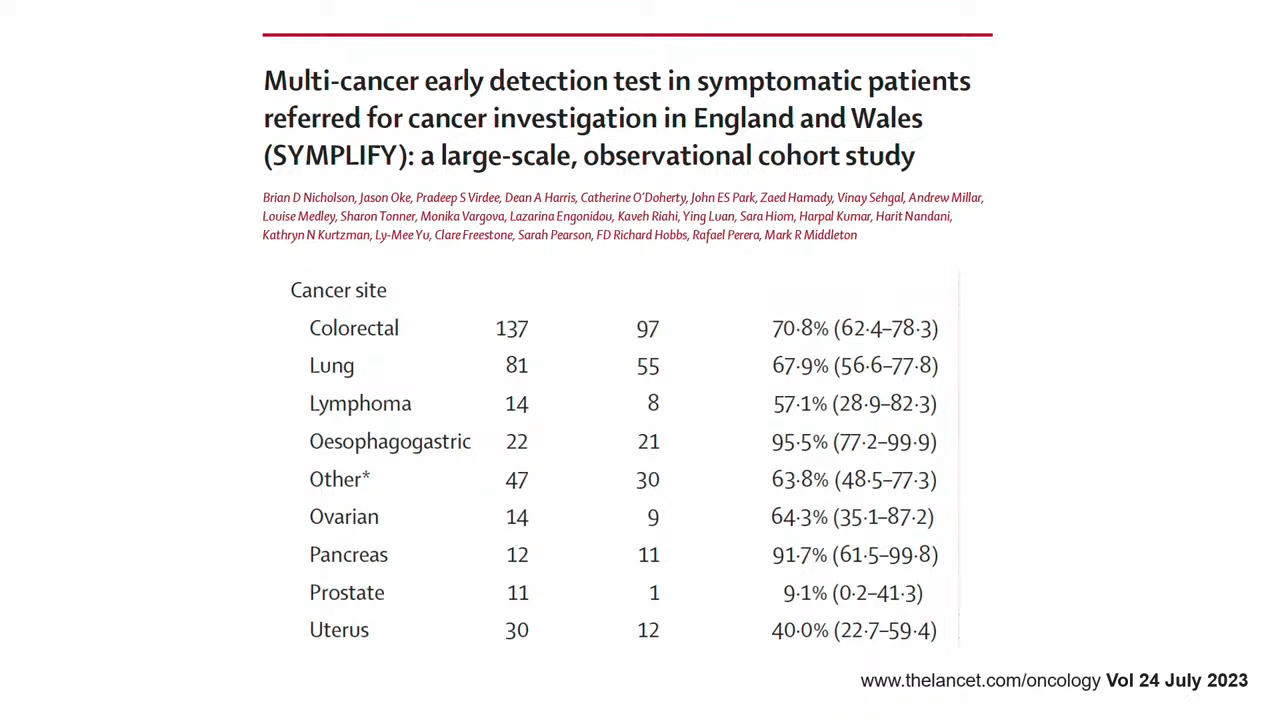 Multi-cancer early detection test in symptomatic patients
referred for cancer investigation in England and Wales
(SYMPLIFY): a large-scale, observational cohort study
Brian D Nicholson, Jason Oke, Pradeep S Virdee, Dean A Harris, Catherine O'Doherty, John ES Park, Zaed Hamady, Vinay Sehgal, Andrew Millar,
Louise Medley, Sharon Tonner, Monika Vargova, Lazarina Engonidou, Kaveh Riahi, Ying Luan, Sara Hiom, Harpal Kumar, Harit Nandani,
Kathryn N Kurtzman, Ly-Mee Yu, Clare Freestone, Sarah Pearson, FD Richard Hobbs, Rafael Perera, Mark R Middleton
Cancer site
Colorectal 137 97 70·8% (62·4–78·3)
Lung 81 55 67·9% (56·6–77·8)
Lymphoma 14 8 57·1% (28·9–82·3)
Oesophagogastric 22 21 95·5% (77·2–99·9)
Other* 47 30 63·8% (48·5–77·3)
Ovarian 14 9 64·3% (35·1–87·2)
Pancreas 12 11 91·7% (61·5–99·8)
Prostate 11 1 9·1% (0·2–41·3)
Uterus 30 12 40·0% (22·7–59·4)
www.thelancet.com/oncology Vol 24 July 2023